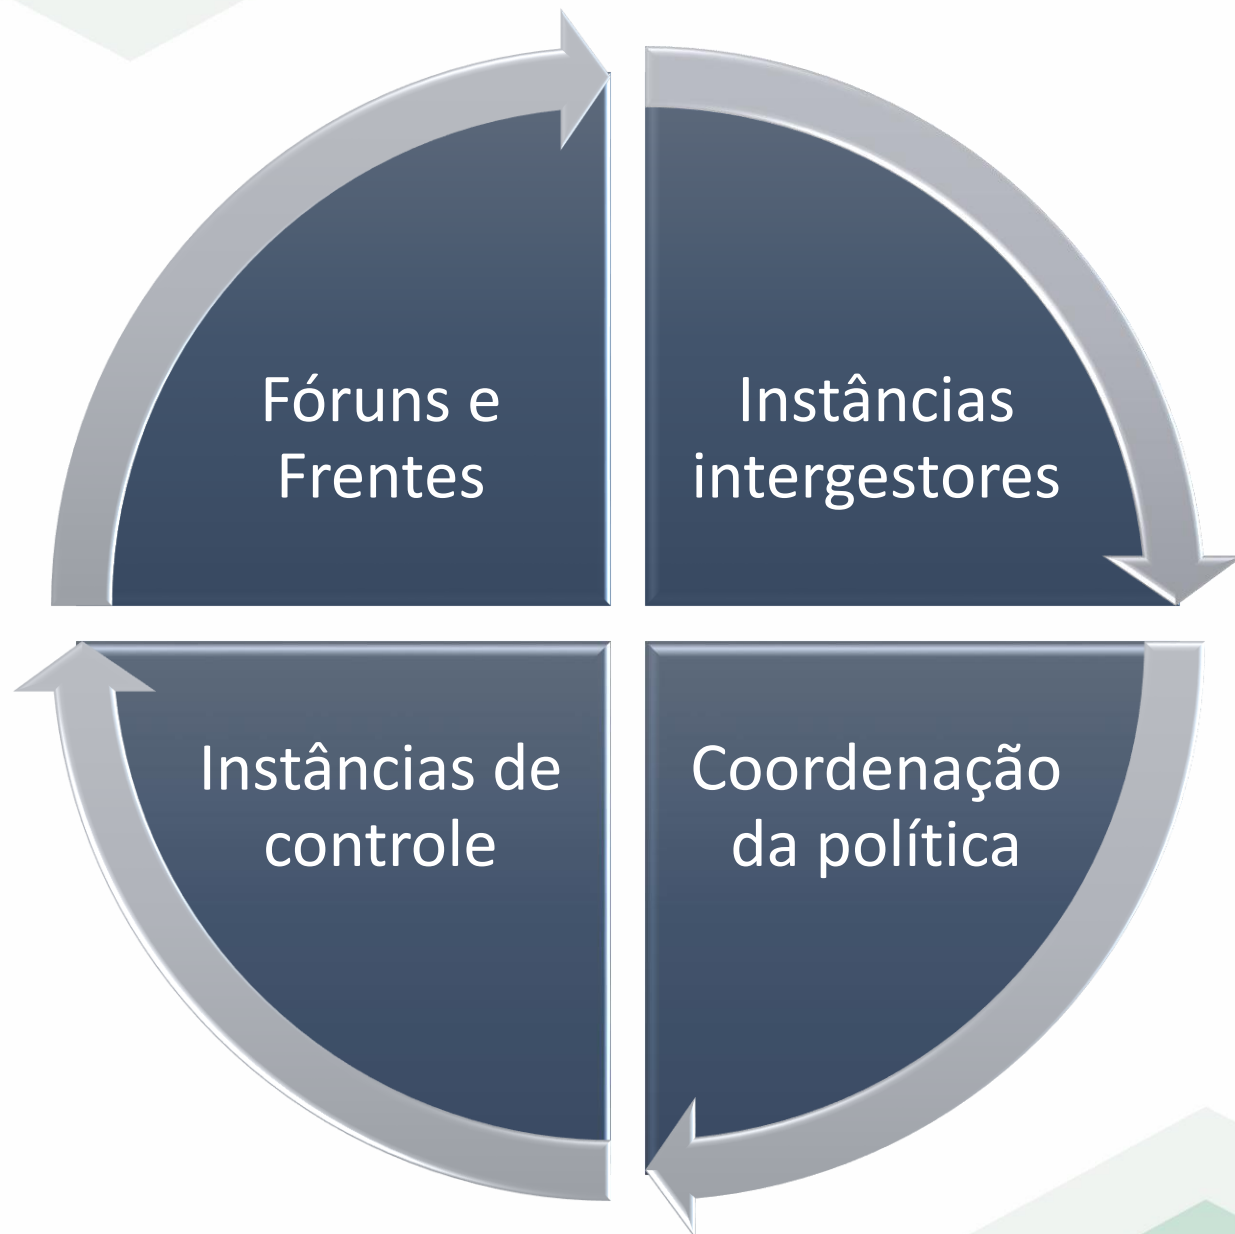 Fóruns e
Frentes
Instâncias
intergestores
Instâncias de
controle
Coordenação
da política